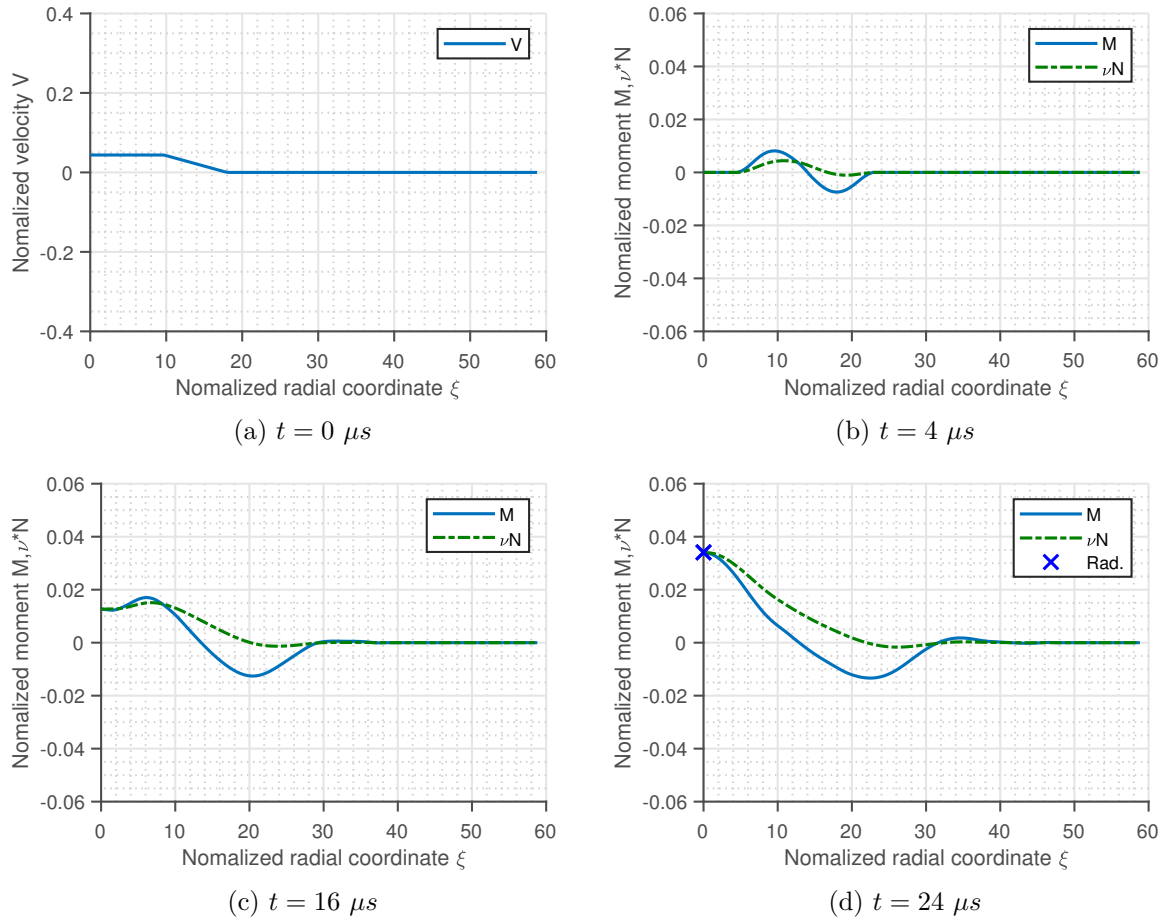 0.4
0.2
0
-0.2
-0.4
Nomalized velocity V
V
0 10 20 30 40 50 60
Nomalized radial coordinate ξ
(a) t = 0 μs
0.06
0.04
0.02
0
-0.02
-0.04
-0.06
Nomalized moment M,ν*N
M
νN
0 10 20 30 40 50 60
Nomalized radial coordinate ξ
(b) t = 4 μs
0.06
0.04
0.02
0
-0.02
-0.04
-0.06
Nomalized moment M,ν*N
M
νN
0 10 20 30 40 50 60
Nomalized radial coordinate ξ
(c) t = 16 μs
0.06
0.04
0.02
0
-0.02
-0.04
-0.06
Nomalized moment M,ν*N
M
νN
Rad.
0 10 20 30 40 50 60
Nomalized radial coordinate ξ
(d) t = 24 μs